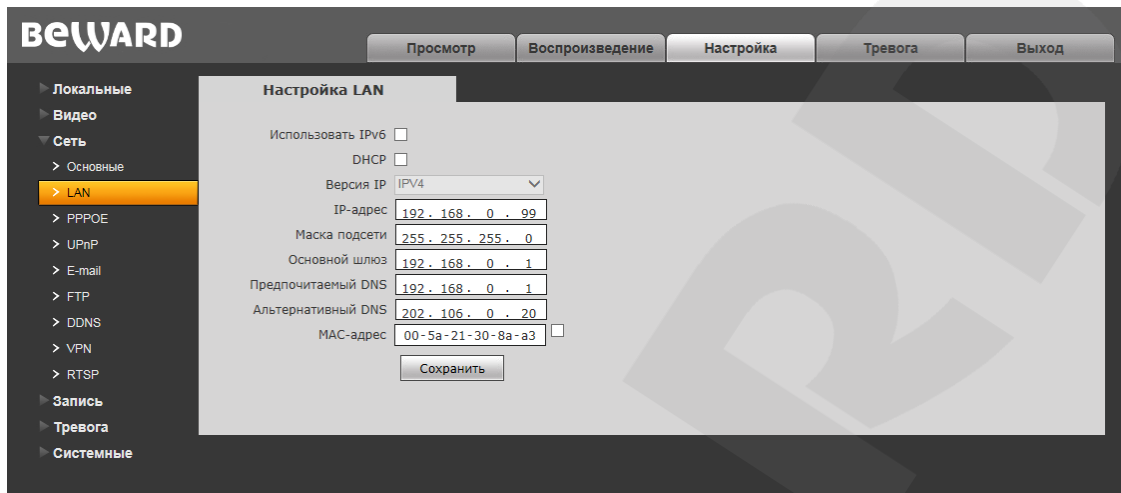 BEWARD
Просмотр Воспроизведение Настройка Тревога Выход
Локальные
Видео
Сеть
Основные
LAN
PPPOE
UPnP
E-mail
FTP
DDNS
VPN
RTSP
Запись
Тревога
Системные
Настройка LAN
Использовать IPv6
DHCP
Версия IP IPV4
IP-адрес 192. 168. 0 . 99
Маска подсети 255. 255. 255. 0
Основной шлюз 192. 168. 0 . 1
Предпочитаемый DNS 192. 168. 0 . 1
Альтернативный DNS 202. 106. 0 . 20
MAC-адрес 00-5a-21-30-8a-a3
Сохранить